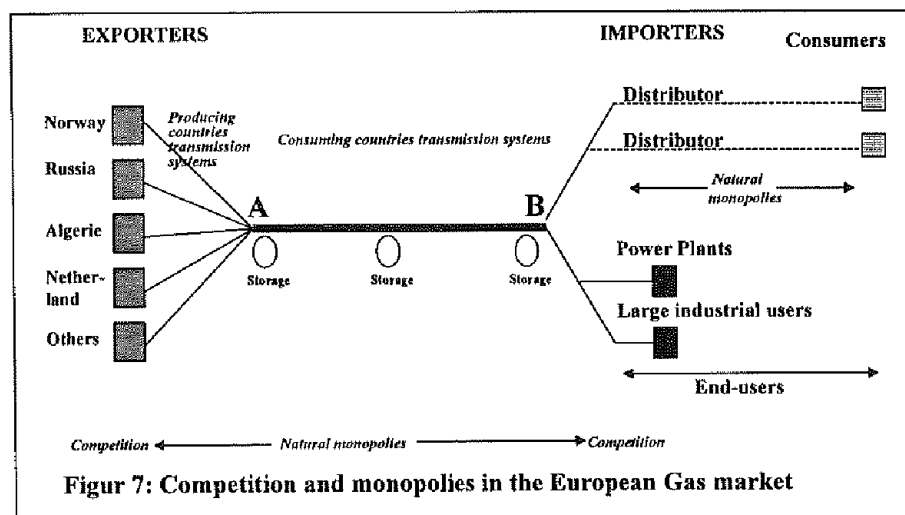 EXPORTERS
IMPORTERS
Consumers
Norway
Producing
countries
transmission
systems
Consuming countries transmission systems
Distributor
Distributor
Russia
Natural
monopolies
A
B
Algerie
Storage
Storage
Storage
Power Plants
Nether-
land
Large industrial users
Others
End-users
Competition
Natural monopolies
Competition
Figur 7: Competition and monopolies in the European Gas market